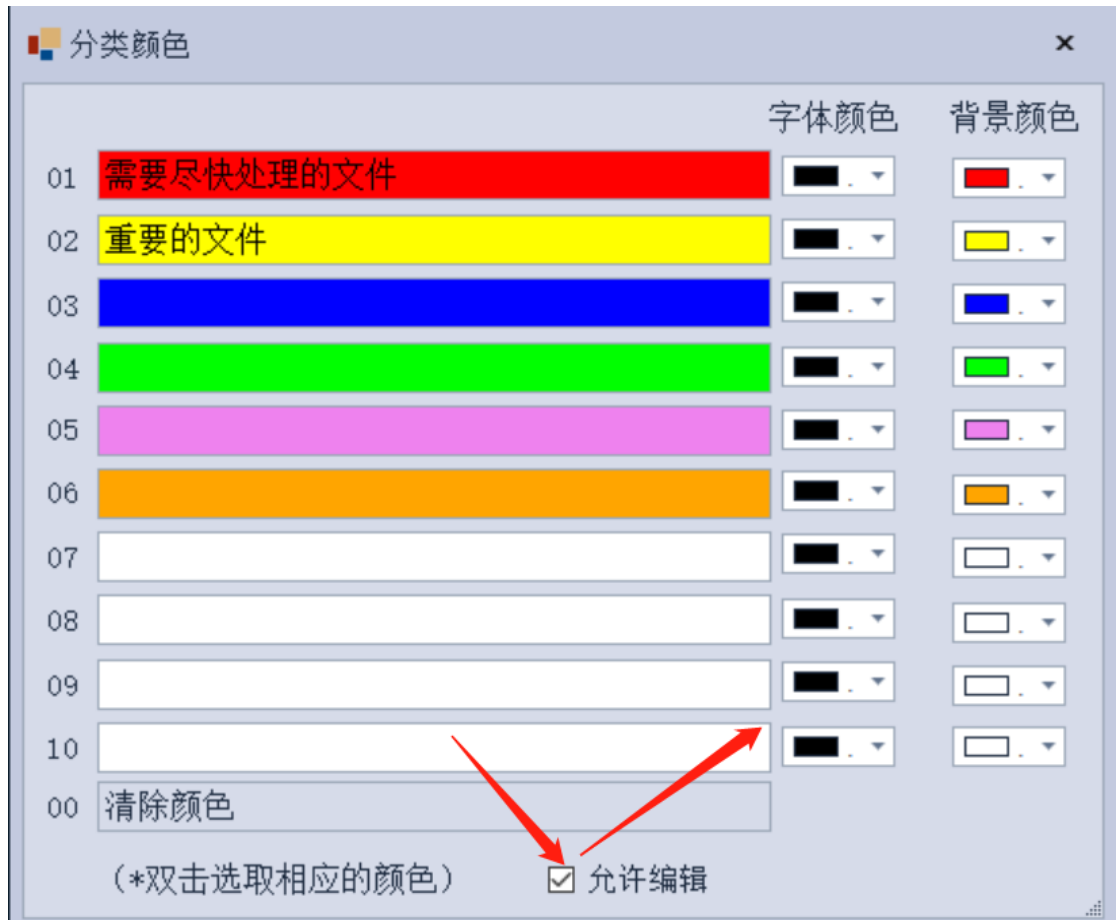 分类颜色
字体颜色 背景颜色
01 需要尽快处理的文件
02 重要的文件
03
04
05
06
07
08
09
10
00 清除颜色
(*双击选取相应的颜色) 允许编辑